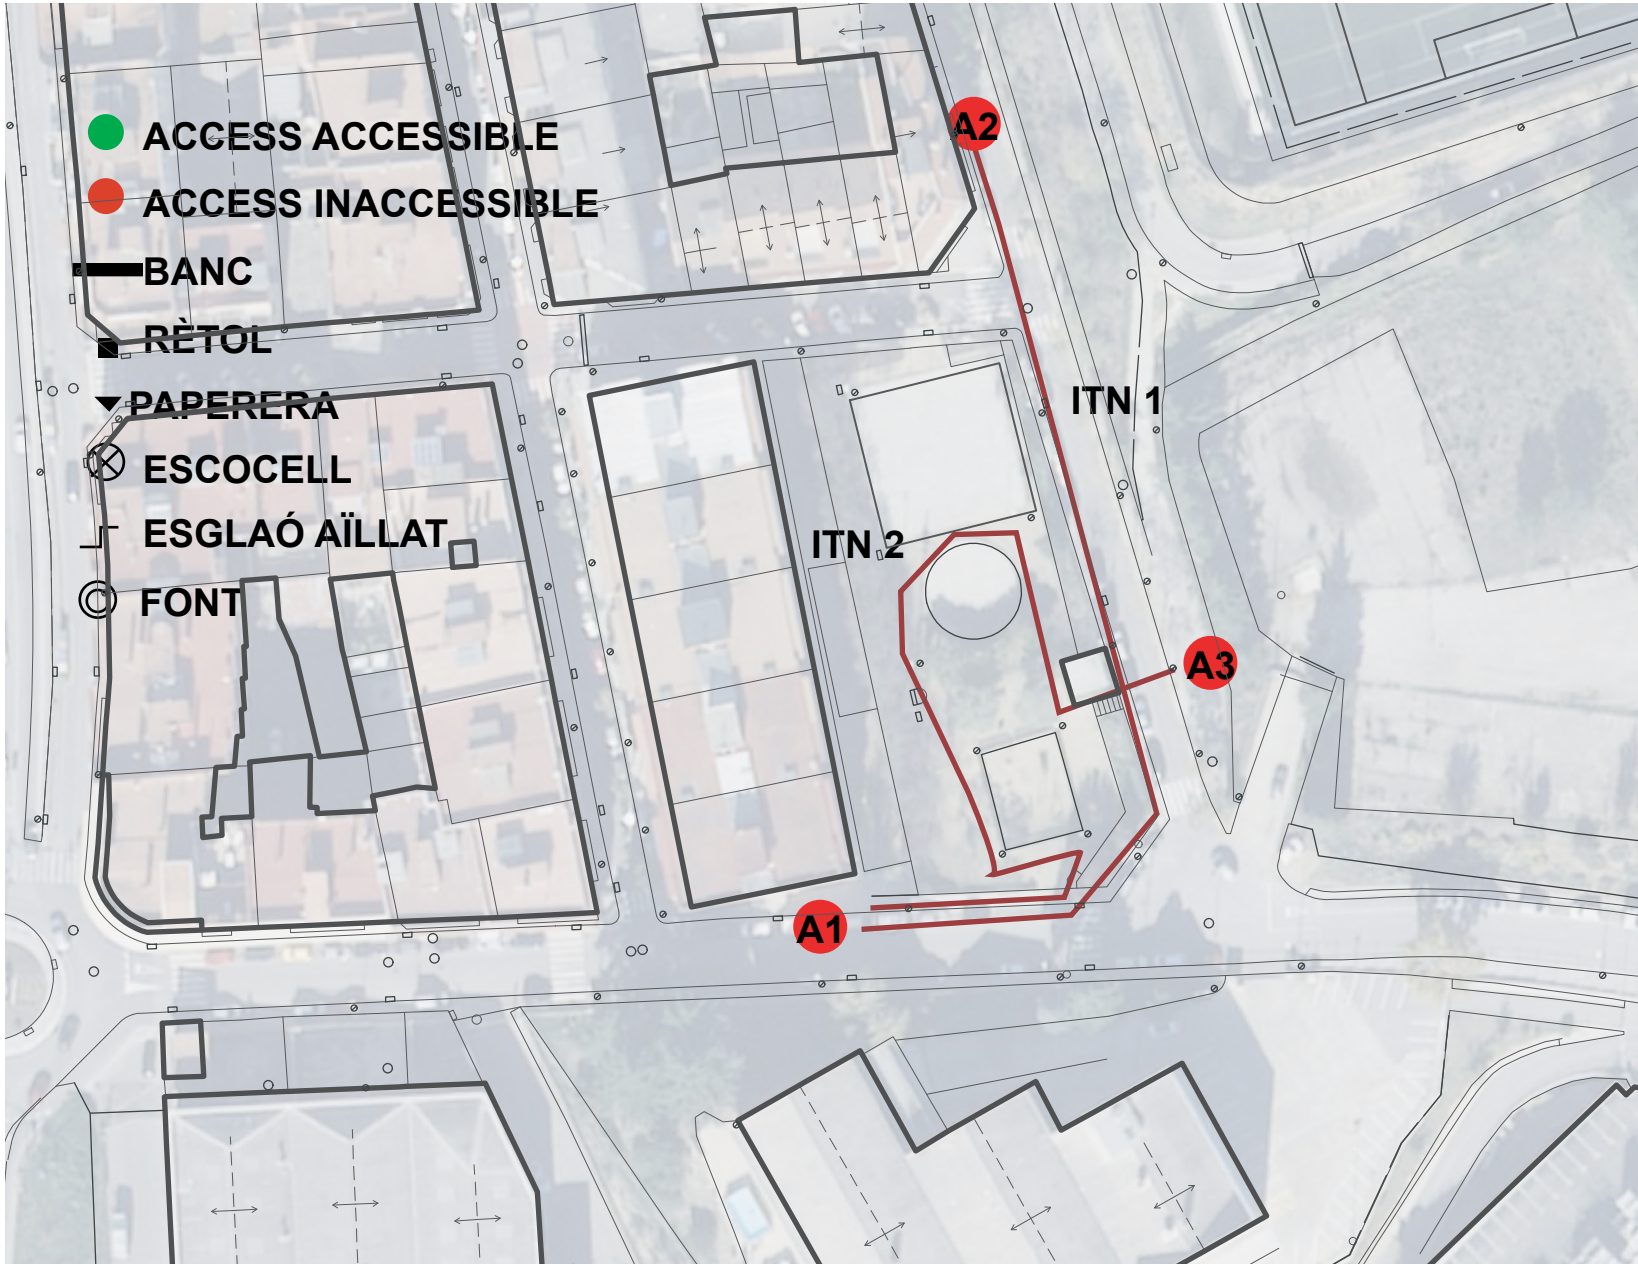 A2
ACCESS ACCESSIBLE
ACCESS INACCESSIBLE
BANC
RÈTOL
PAPERERA
ITN 1
ESCOCELL
ESGLAÓ AÏLLAT
ITN 2
FONT
A3
A1